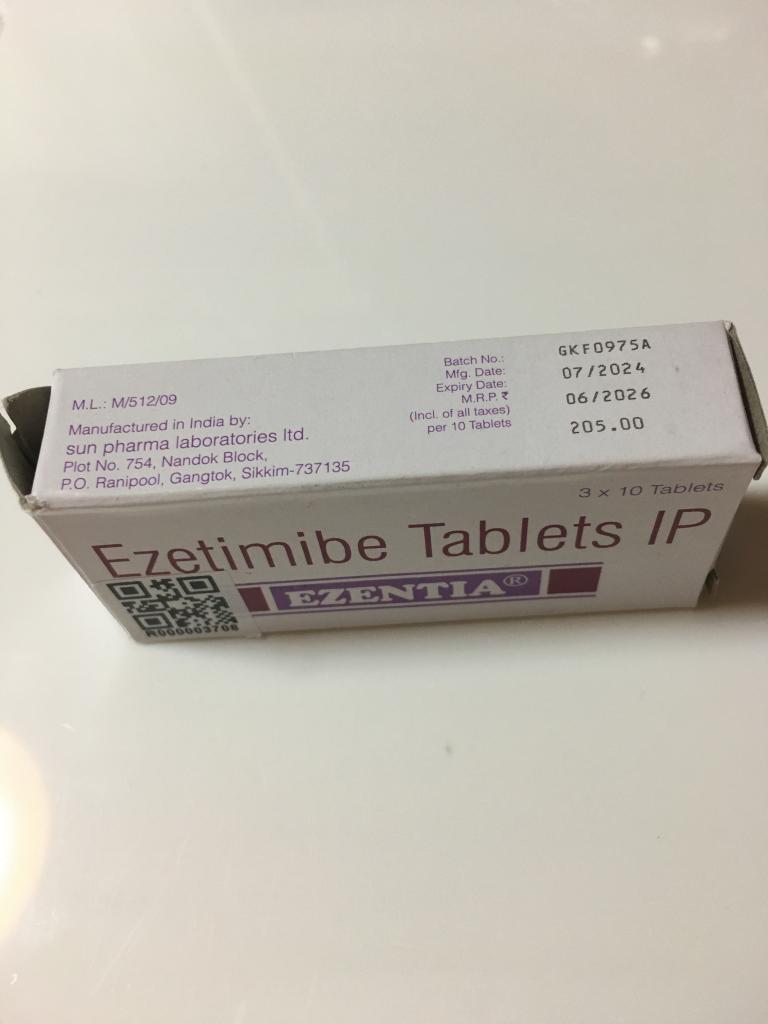 M.L.: M/512/09
Manufactured in India by:
sun pharma laboratories ltd.
Plot No. 754, Nandok Block,
P.O. Ranipool, Gangtok, Sikkim-737135
Batch No.: GKF0975A
Mfg. Date: 07/2024
Expiry Date: 06/2026
M.R.P. ₹ 205.00
(Incl. of all taxes)
per 10 Tablets
3 x 10 Tablets
Ezetimibe Tablets IP
EZENTIA®
R000063708